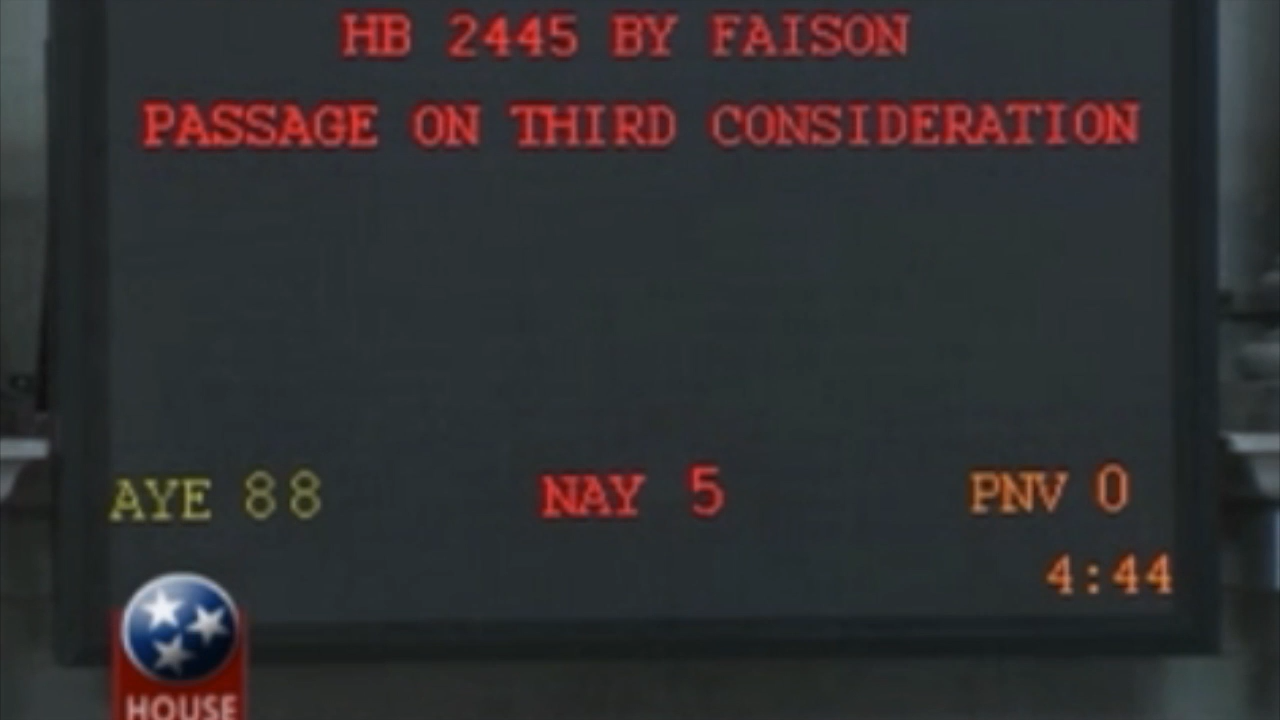 HB 2445 BY FAISON
PASSAGE ON THIRD CONSIDERATION
AYE 88 NAY 5 PNV 0
4:44
HOUSE